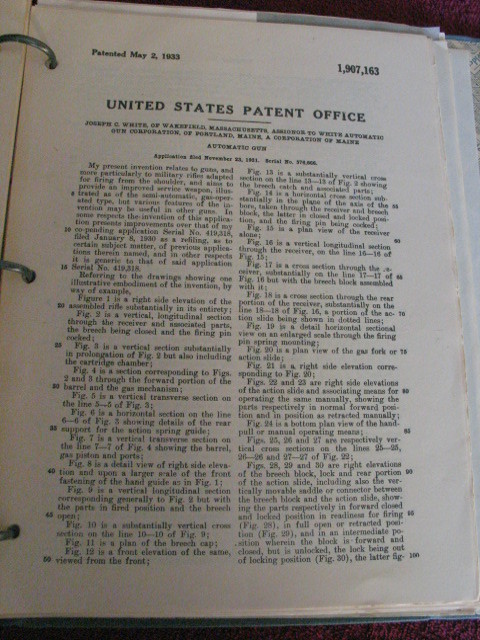 Patented May 2, 1933
1,907,163
UNITED STATES PATENT OFFICE
JOSEPH C. WHITE, OF WAKEFIELD, MASSACHUSETTS, ASSIGNOR TO WHITE AUTOMATIC
GUN CORPORATION, OF PORTLAND, MAINE, A CORPORATION OF MAINE
AUTOMATIC GUN
Application filed November 23, 1931. Serial No.
My present invention relates to guns, and
more particularly to military rifles adapted
for firing from the shoulder, and aims to
provide an improved service weapon, illus-
trated as of the semi-automatic, gas-oper-
ated type, but various features of the in-
vention may be useful in other guns. In
some respects the invention of this applica-
tion presents improvements over that of my
10 co-pending application Serial No. 419,318,
filed January 8, 1930 as a refiling, as to
certain subject matter, of previous applica-
tions therein named, and in other respects
it is generic to that of said application
15 Serial No. 419,318.
Referring to the drawings showing one
illustrative embodiment of the invention, by
way of example,
Figure 1 is a right side elevation of the
20 assembled rifle substantially in its entirety;
Fig. 2 is a vertical, longitudinal section
through the receiver and associated parts,
the breech being closed and the firing pin
cocked;
25 Fig. 3 is a vertical section substantially
in prolongation of Fig. 2 but also including
the cartridge chamber;
Fig. 4 is a section corresponding to Figs.
2 and 3 through the forward portion of the
30 barrel and the gas mechanism;
Fig. 5 is a vertical transverse section on
the line 5—5 of Fig. 3;
Fig. 6 is a horizontal section on the line
6—6 of Fig. 3 showing details of the rear
35 support for the action spring guide;
Fig. 7 is a vertical transverse section on
the line 7—7 of Fig. 4 showing the barrel,
gas piston and ports;
Fig. 8 is a detail view of right side eleva-
40 tion and upon a larger scale of the front
fastening of the hand guide as in Fig. 1;
Fig. 9 is a vertical longitudinal section
corresponding generally to Fig. 2 but with
the parts in fired position and the breech
45 open;
Fig. 10 is a substantially vertical cross
section on the line 10—10 of Fig. 9;
Fig. 11 is a plan of the breech cap;
Fig. 12 is a front elevation of the same,
50 viewed from the front;
Fig. 13 is a substantially vertical cross
section on the line 13—13 of Fig. 2 showing
the breech catch and associated parts;
Fig. 14 is a horizontal cross section sub-
stantially in the plane of the axis of the 55
bore, taken through the receiver and breech
block, the latter in closed and locked posi-
tion, and the firing pin being cocked;
Fig. 15 is a plan view of the receiver
alone; 60
Fig. 16 is a vertical longitudinal section
through the receiver, on the line 16—16 of
Fig. 15;
Fig. 17 is a cross section through the re-
ceiver, substantially on the line 17—17 of 65
Fig. 16 but with the breech block assembled
with it;
Fig. 18 is a cross section through the rear
portion of the receiver, substantially on the
line 18—18 of Fig. 16, a portion of the ac- 70
tion slide being shown in dotted lines;
Fig. 19 is a detail horizontal sectional
view on an enlarged scale through the firing
pin spring mounting;
Fig. 20 is a plan view of the gas fork or 75
action slide;
Fig. 21 is a right side elevation corre-
sponding to Fig. 20;
Figs. 22 and 23 are right side elevations
of the action slide and associating means for 80
operating the same manually, showing the
parts respectively in normal forward posi-
tion and in position as retracted manually;
Fig. 24 is a bottom plan view of the hand-
pull or manual operating means; 85
Figs. 25, 26 and 27 are respectively ver-
tical cross sections on the lines 25—25,
26—26 and 27—27 of Fig. 22;
Figs. 28, 29 and 30 are right elevations
of the breech block, lock and rear portion 90
of the action slide, including also the ver-
tically movable saddle or connector between
the breech block and the action slide, show-
ing the parts respectively in forward closed
and locked position in readiness for firing 95
(Fig. 28), in full open or retracted posi-
tion (Fig. 29), and in an intermediate po-
sition wherein the block is forward and
closed, but is unlocked, the lock being out
of locking position (Fig. 30), the latter fig- 100